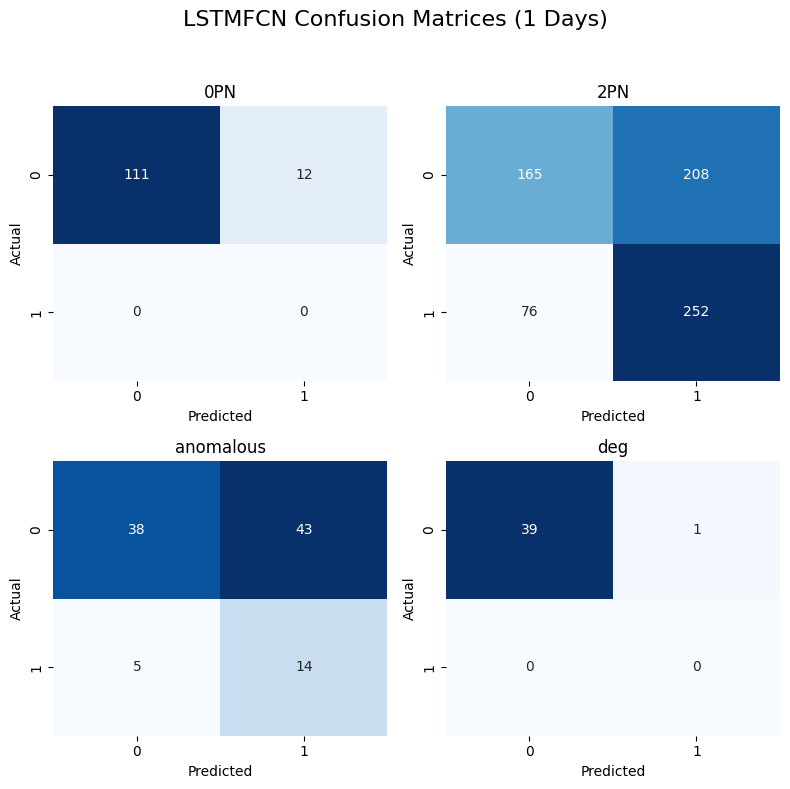 LSTMFCN Confusion Matrices (1 Days)
0PN
2PN
0
111
12
0
165
208
Actual
Actual
1
0
0
1
76
252
0
1
0
1
Predicted
Predicted
anomalous
deg
0
38
43
0
39
1
Actual
Actual
1
5
14
1
0
0
0
1
0
1
Predicted
Predicted